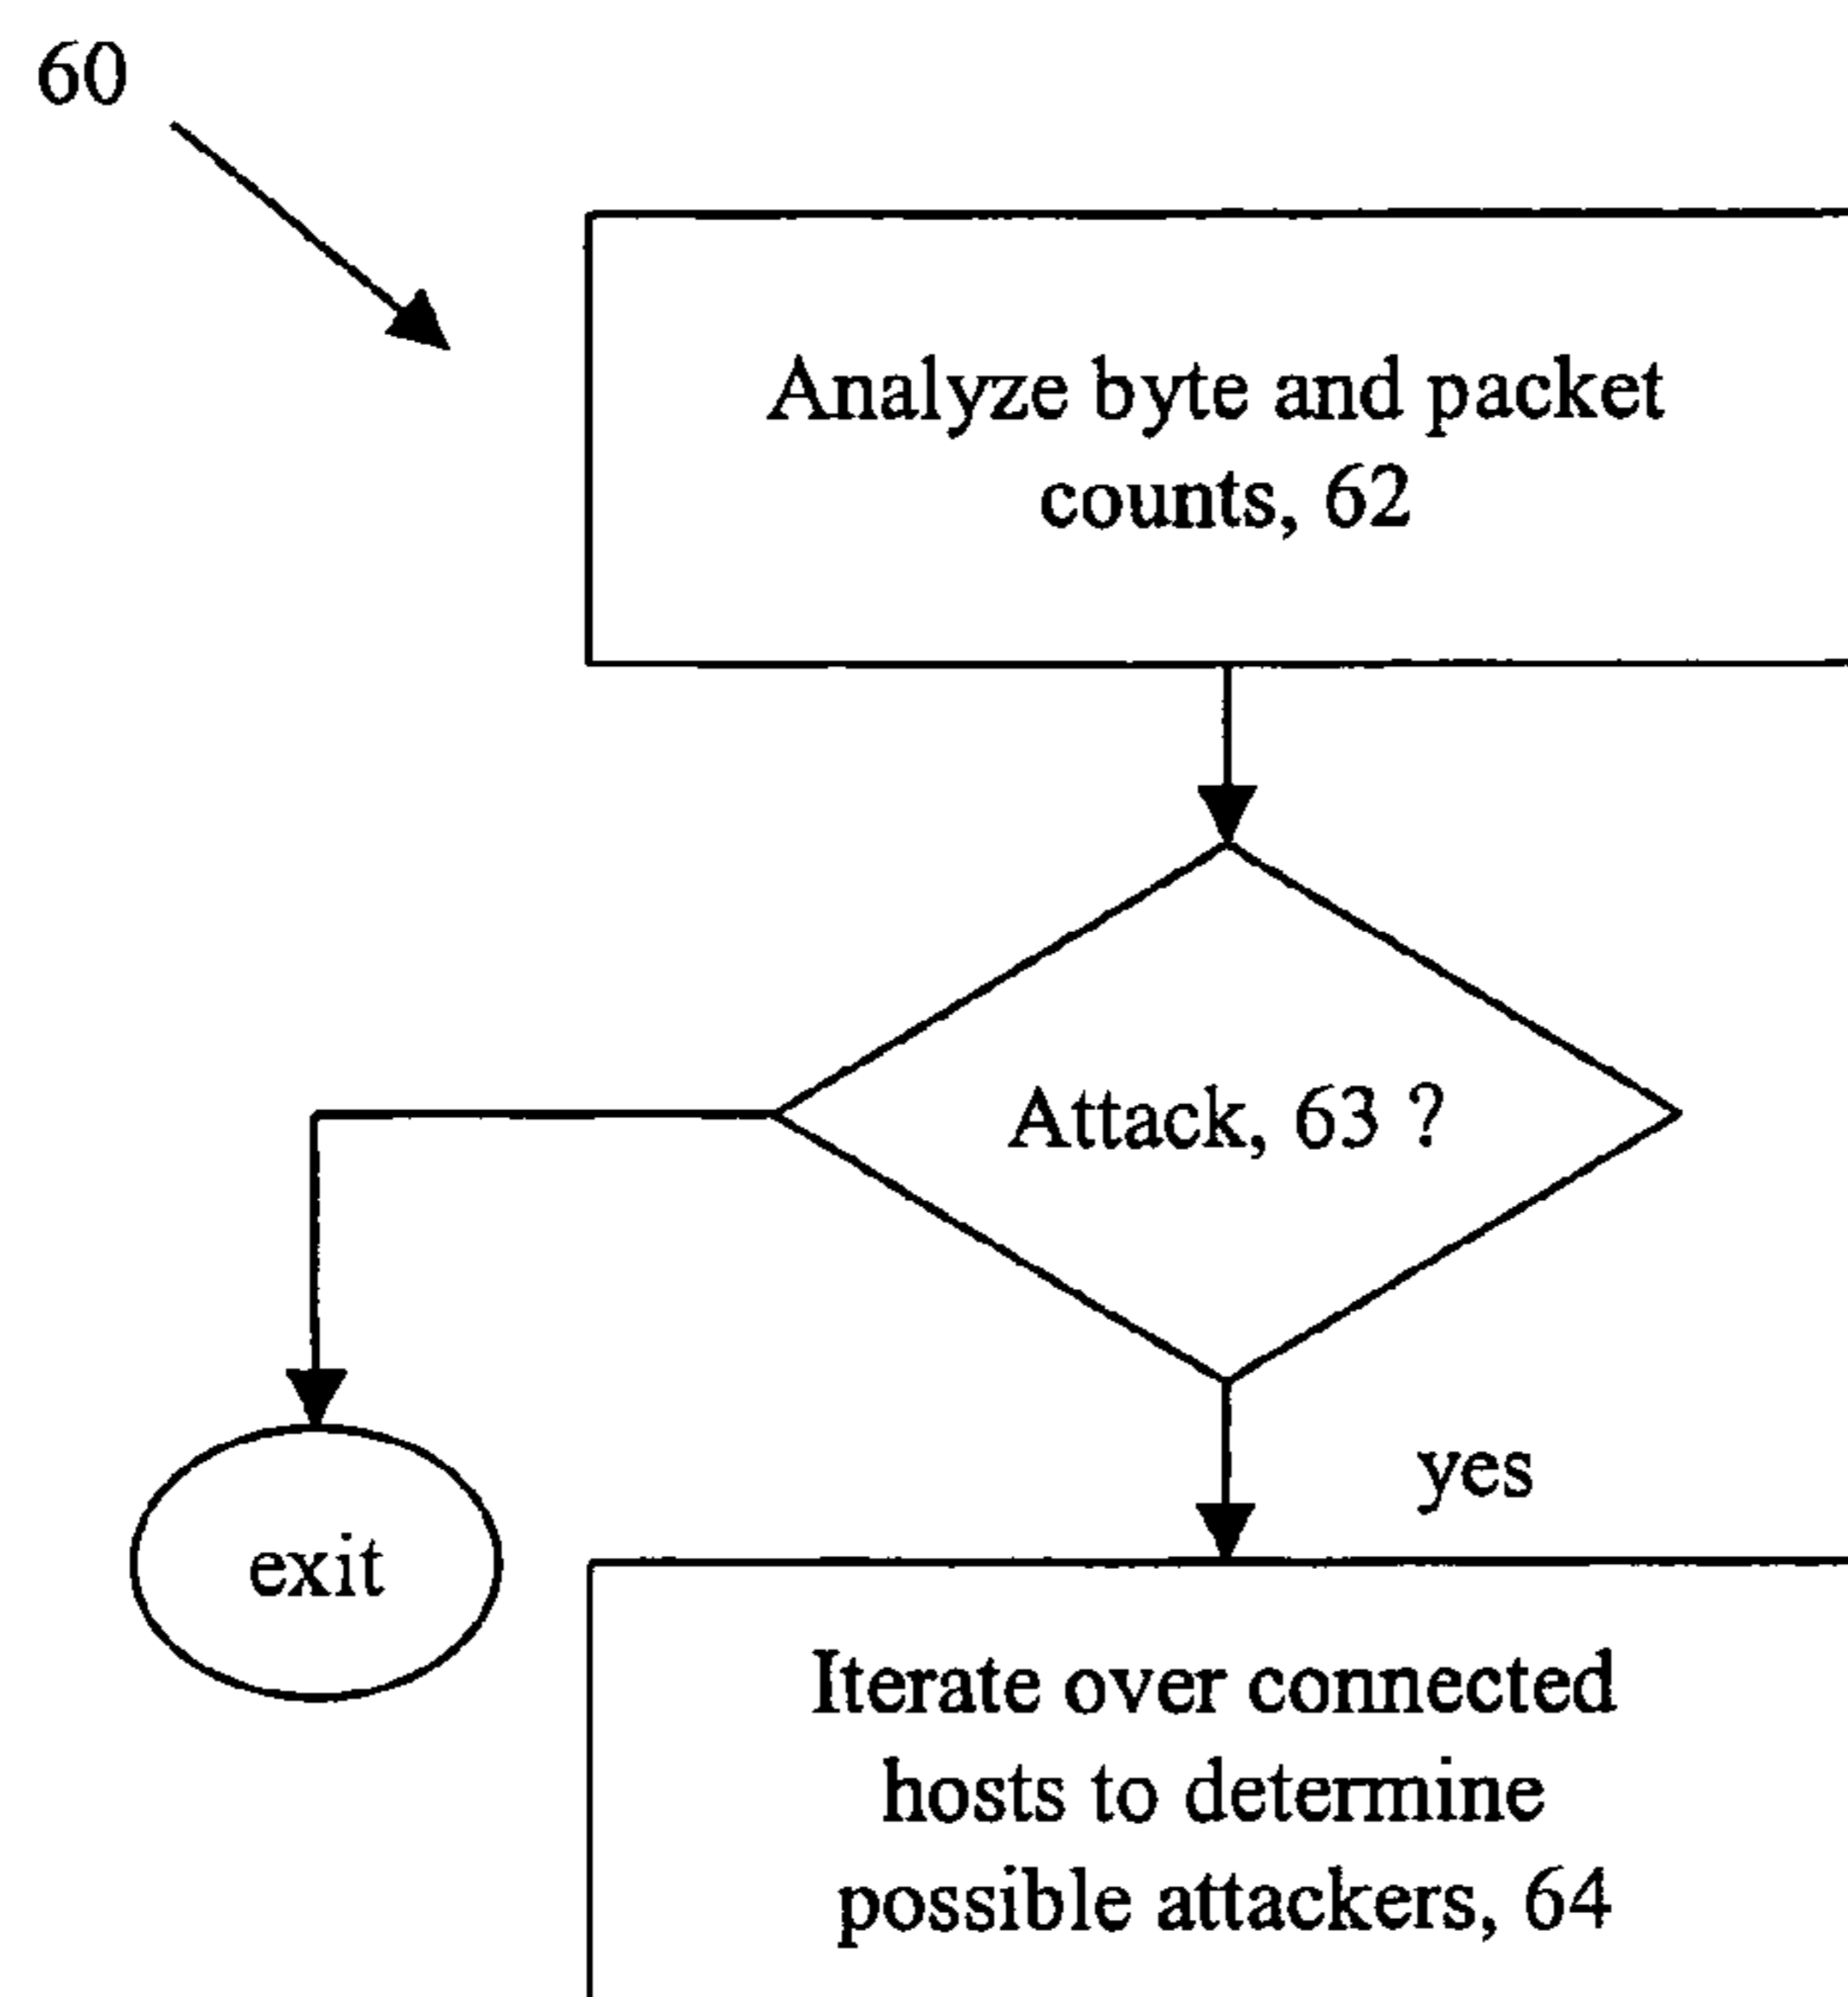 60
Analyze byte and packet
counts, 62
Attack, 63 ?
yes
exit
Iterate over connected
hosts to determine
possible attackers, 64